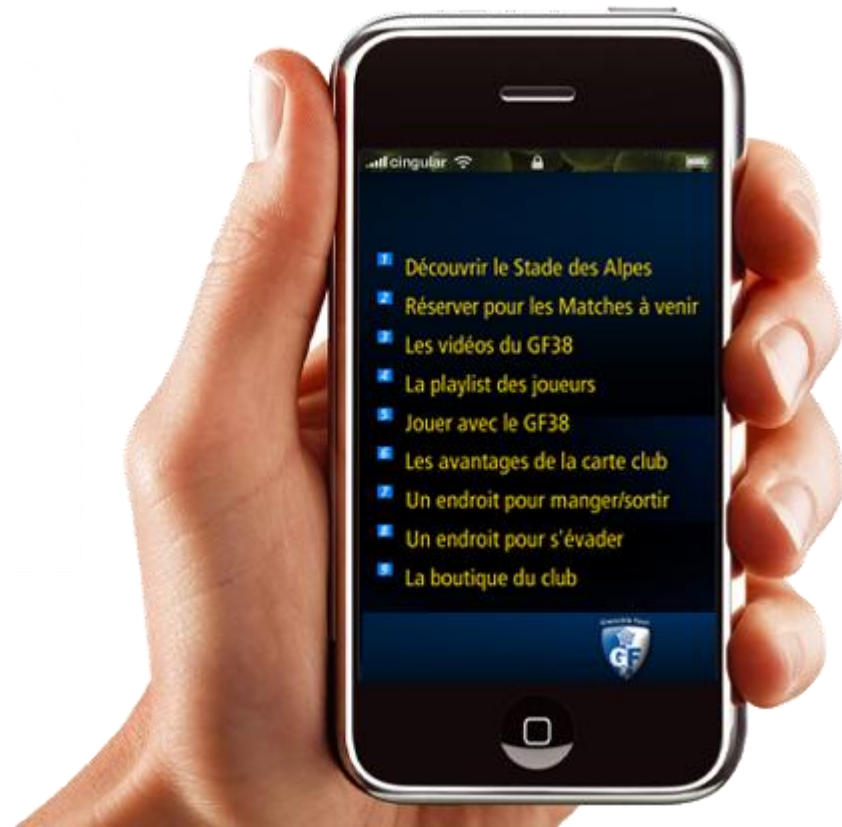 cingular
1 Découvrir le Stade des Alpes
2 Réserver pour les Matches à venir
3 Les vidéos du GF38
4 La playlist des joueurs
5 Jouer avec le GF38
6 Les avantages de la carte club
7 Un endroit pour manger/sortir
8 Un endroit pour s'évader
9 La boutique du club
Grenoble Foot
GF